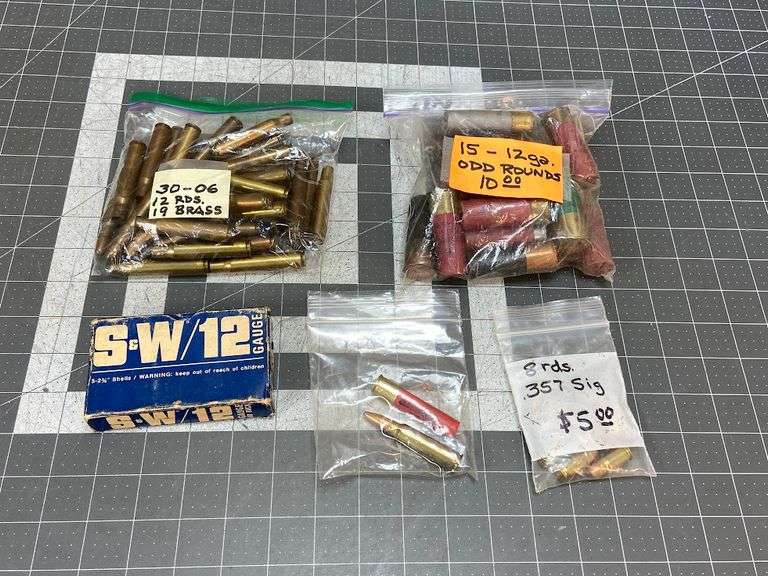 30-06
12 RDS.
19 BRASS
15 - 12ga.
ODD ROUNDS
10 00
S&W/12
GAUGE
5-2¾" Shells / WARNING: keep out of reach of children
S&W/12
GAUGE
8 rds.
.357 Sig
$5 00